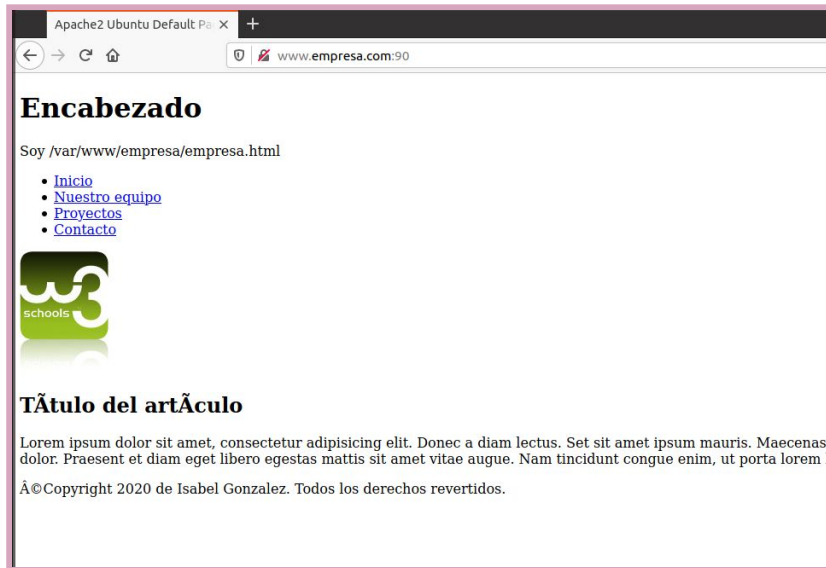 Apache2 Ubuntu Default Pa
www.empresa.com:90
Encabezado
Soy /var/www/empresa/empresa.html
Inicio
Nuestro equipo
Proyectos
Contacto
w3
schools
TÃtulo del artÃculo
Lorem ipsum dolor sit amet, consectetur adipisicing elit. Donec a diam lectus. Set sit amet ipsum mauris. Maecenas
dolor. Praesent et diam eget libero egestas mattis sit amet vitae augue. Nam tincidunt congue enim, ut porta lorem
Â©Copyright 2020 de Isabel Gonzalez. Todos los derechos revertidos.